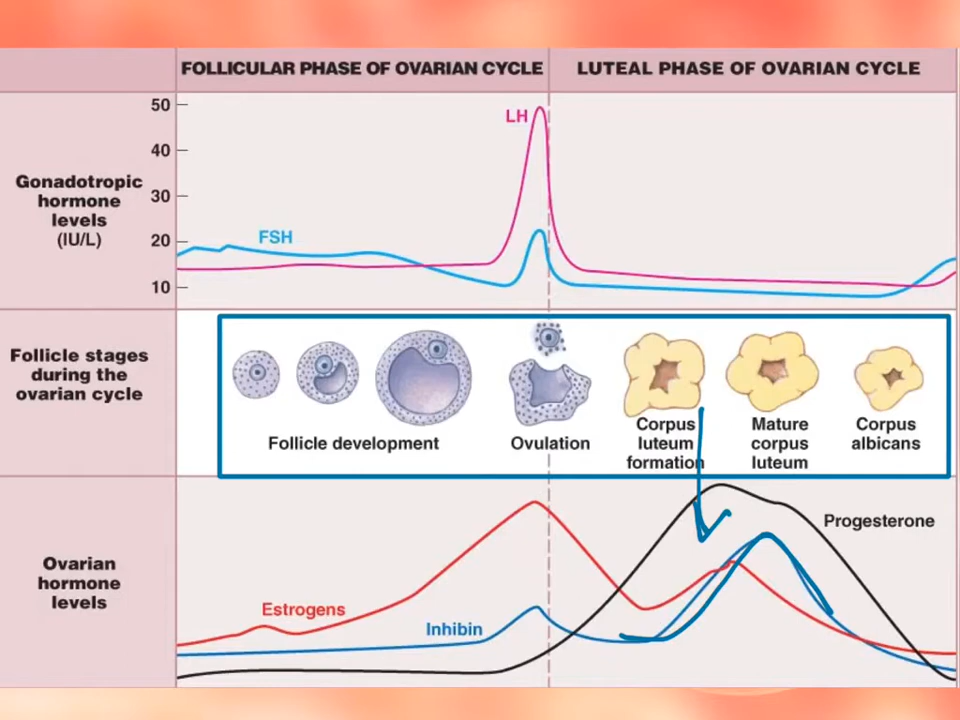 FOLLICULAR PHASE OF OVARIAN CYCLE
LUTEAL PHASE OF OVARIAN CYCLE
Gonadotropic
hormone
levels
(IU/L)
50
40
30
20
10
LH
FSH
Follicle stages
during the
ovarian cycle
Follicle development
Ovulation
Corpus
luteum
formation
Mature
corpus
luteum
Corpus
albicans
Ovarian
hormone
levels
Estrogens
Inhibin
Progesterone